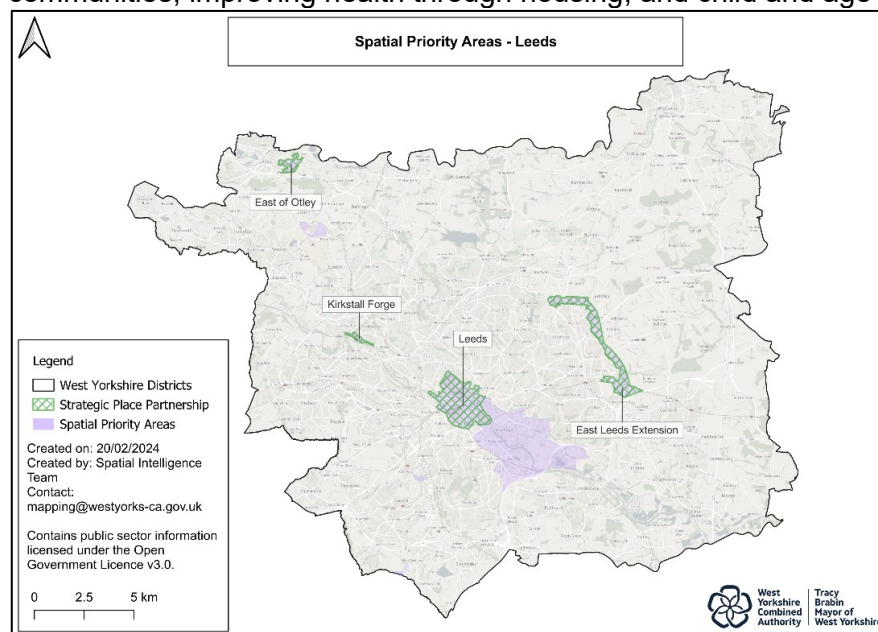 communities, improving health through housing, and child and age
Spatial Priority Areas - Leeds
East of Otley
Kirkstall Forge
Leeds
East Leeds Extension
Legend
West Yorkshire Districts
Strategic Place Partnership
Spatial Priority Areas
Created on: 20/02/2024
Created by: Spatial Intelligence
Team
Contact:
mapping@westyorks-ca.gov.uk
Contains public sector information
licensed under the Open
Government Licence v3.0.
0 2.5 5 km
West
Yorkshire
Combined
Authority
Tracy
Brabin
Mayor of
West Yorkshire